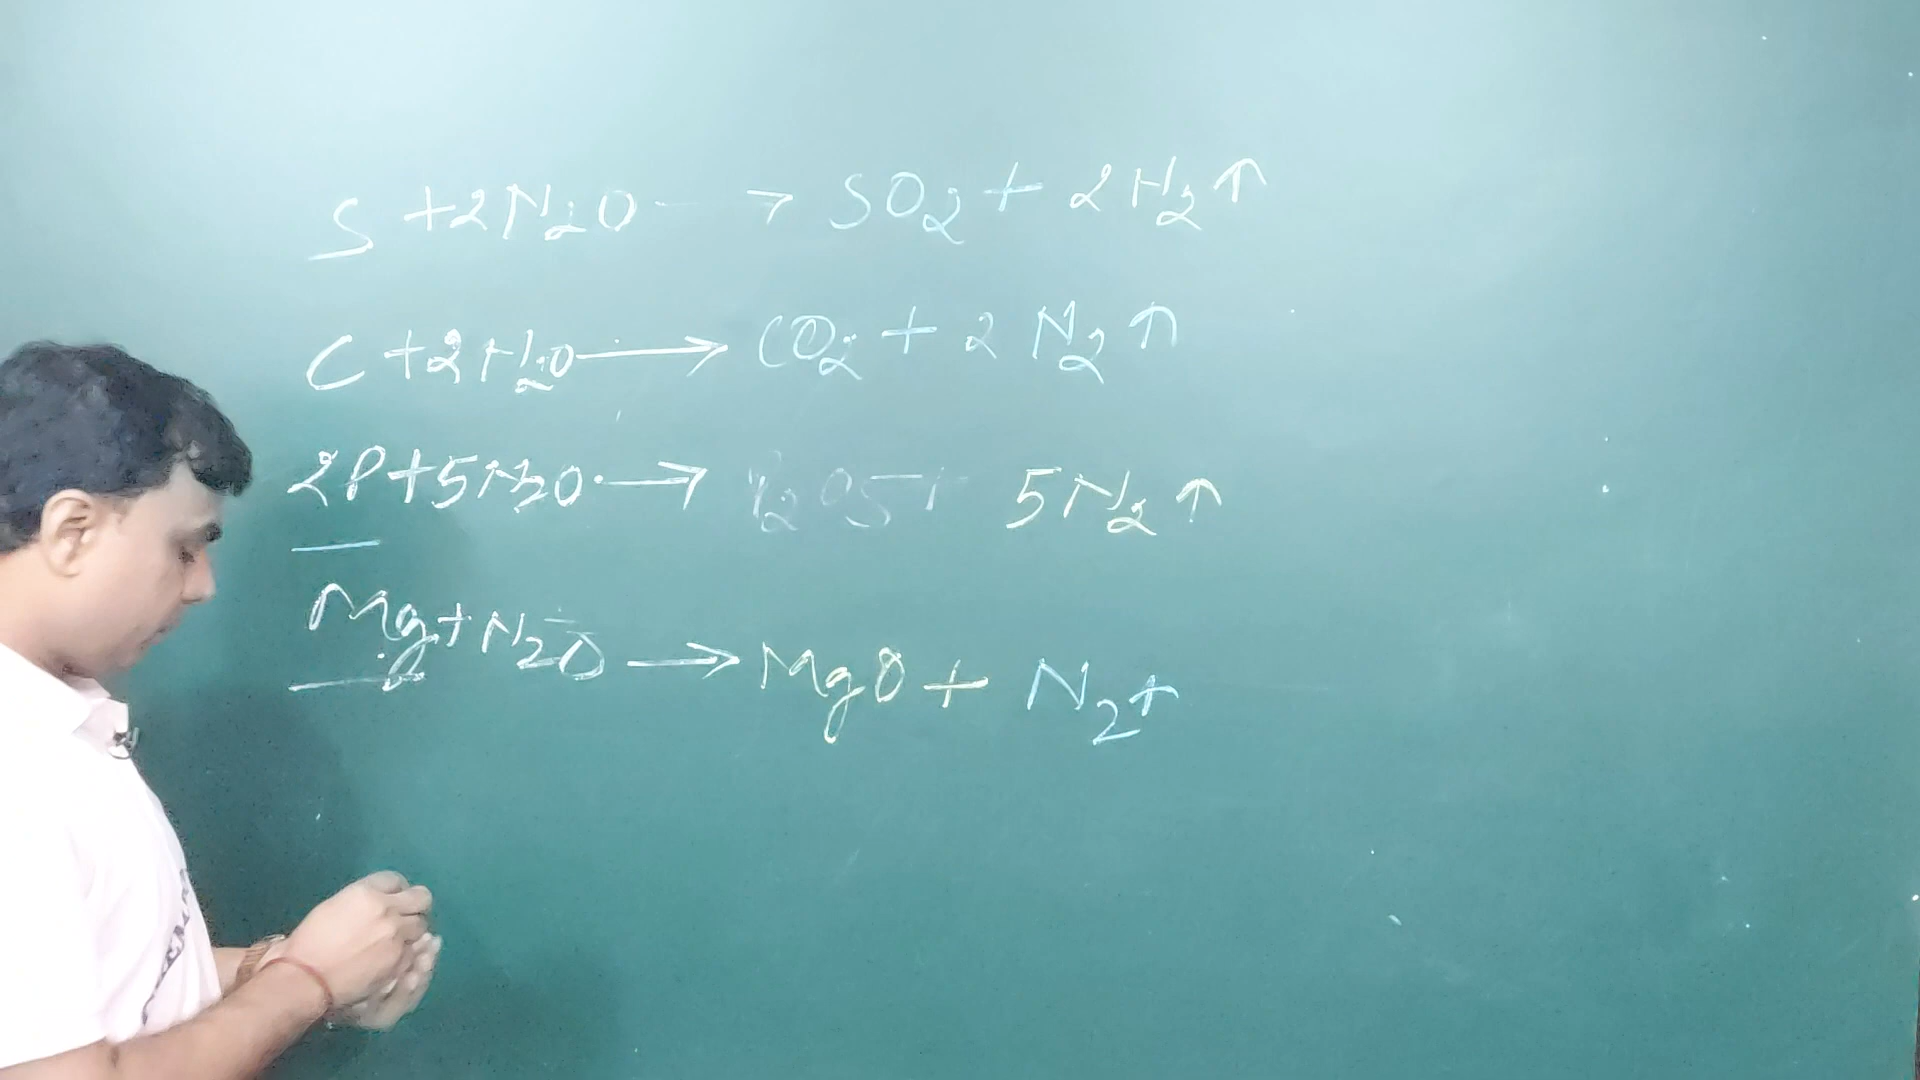 S + 2N₂O → SO₂ + 2N₂↑
C + 2N₂O → CO₂ + 2N₂↑
2P + 5N₂O → P₂O5 + 5N₂↑
Mg + N₂O → MgO + N₂↑